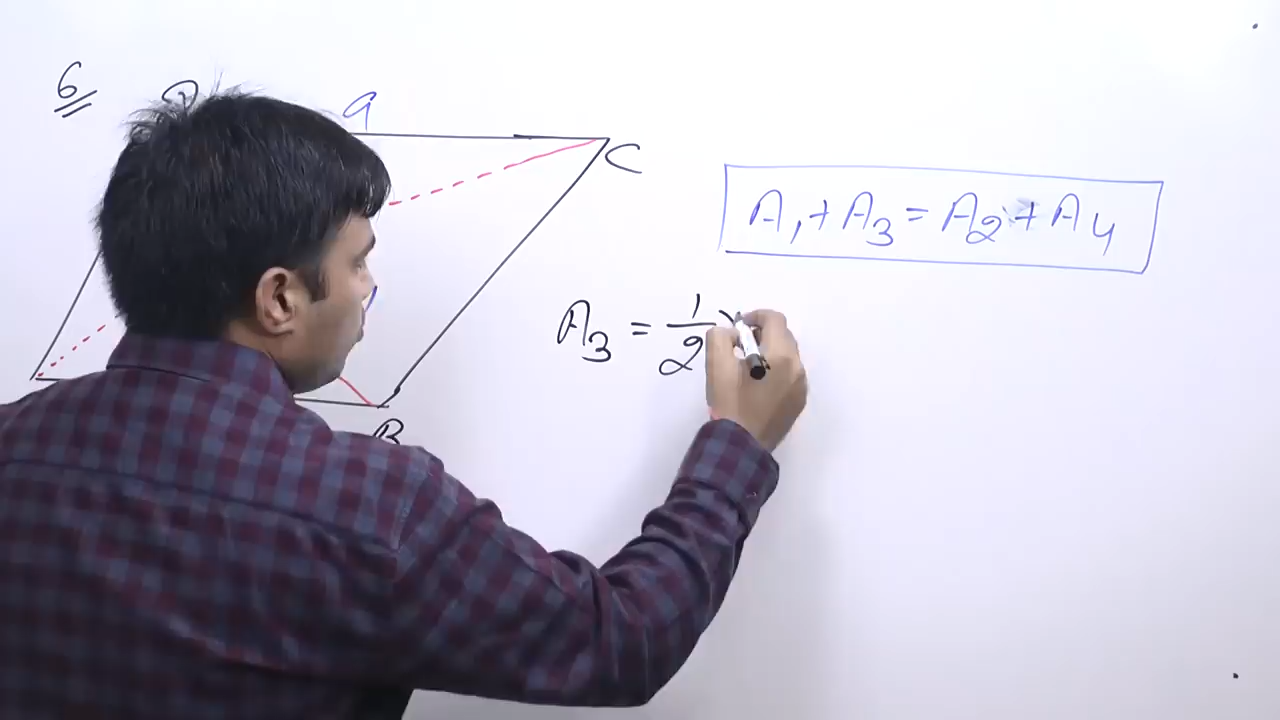 6
a
C
B
A₁ + A₃ = A₂ + A₄
A₃ = 1/2